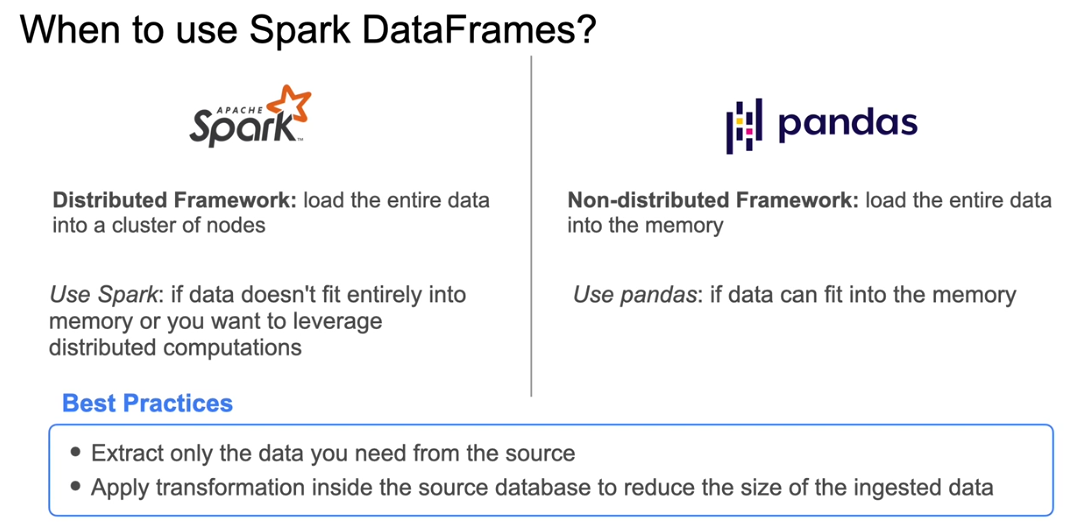 When to use Spark DataFrames?
APACHE
Spark™
pandas
Distributed Framework: load the entire data
into a cluster of nodes
Non-distributed Framework: load the entire data
into the memory
Use Spark: if data doesn't fit entirely into
memory or you want to leverage
distributed computations
Use pandas: if data can fit into the memory
Best Practices
• Extract only the data you need from the source
• Apply transformation inside the source database to reduce the size of the ingested data